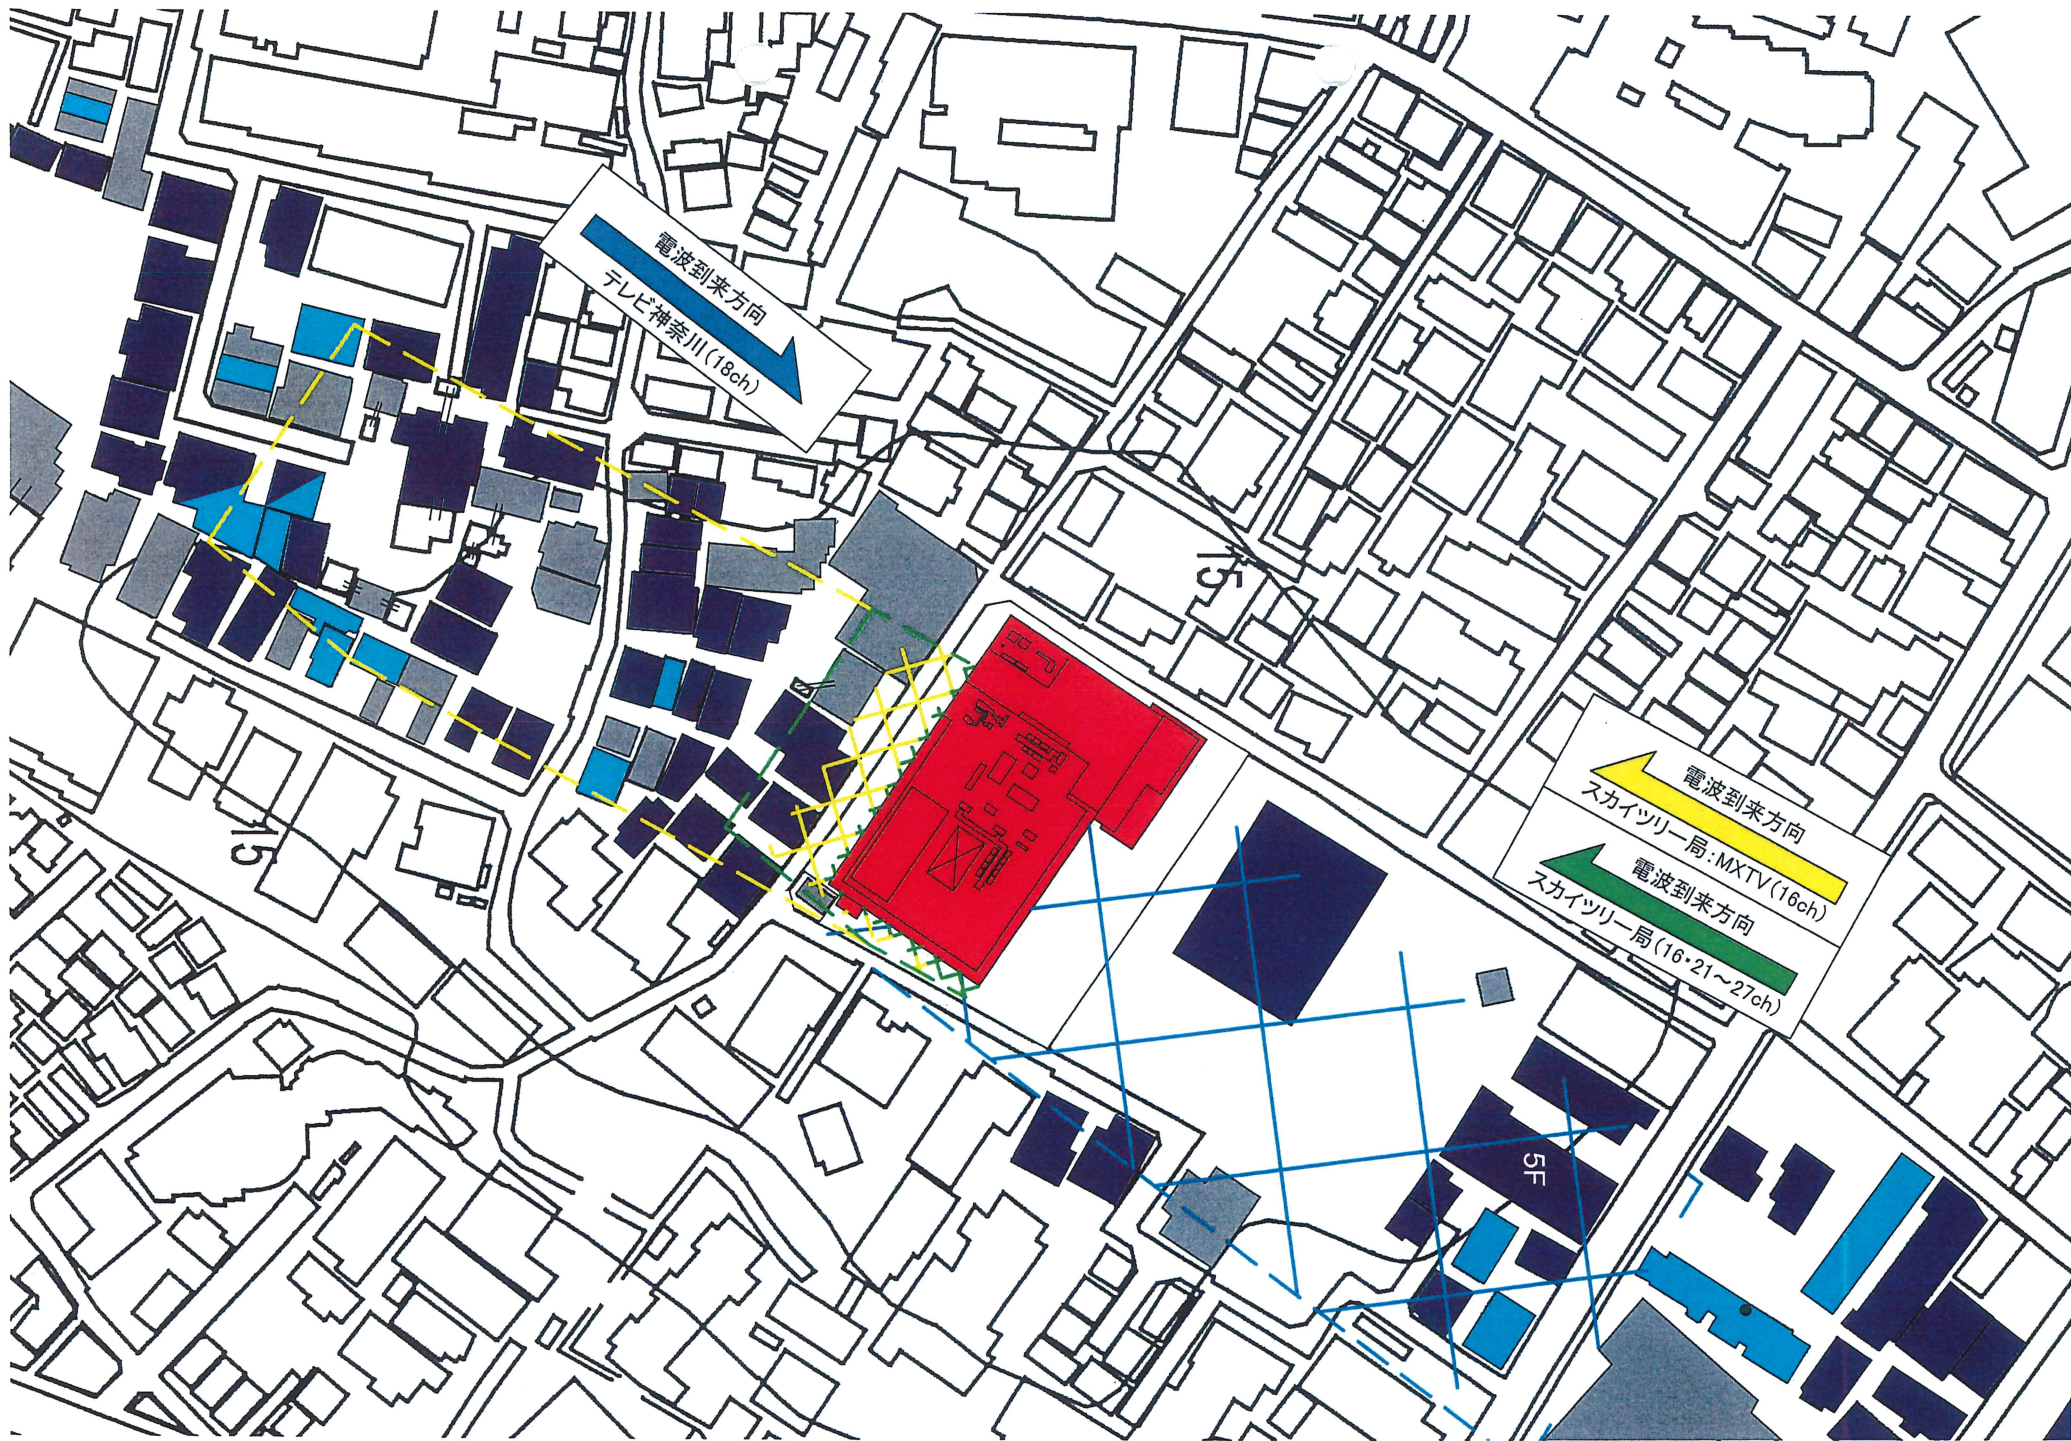 電波到来方向
テレビ神奈川(18ch)
電波到来方向
スカイツリー局:MXTV(16ch)
電波到来方向
スカイツリー局(16・21~27ch)
15
15
5F